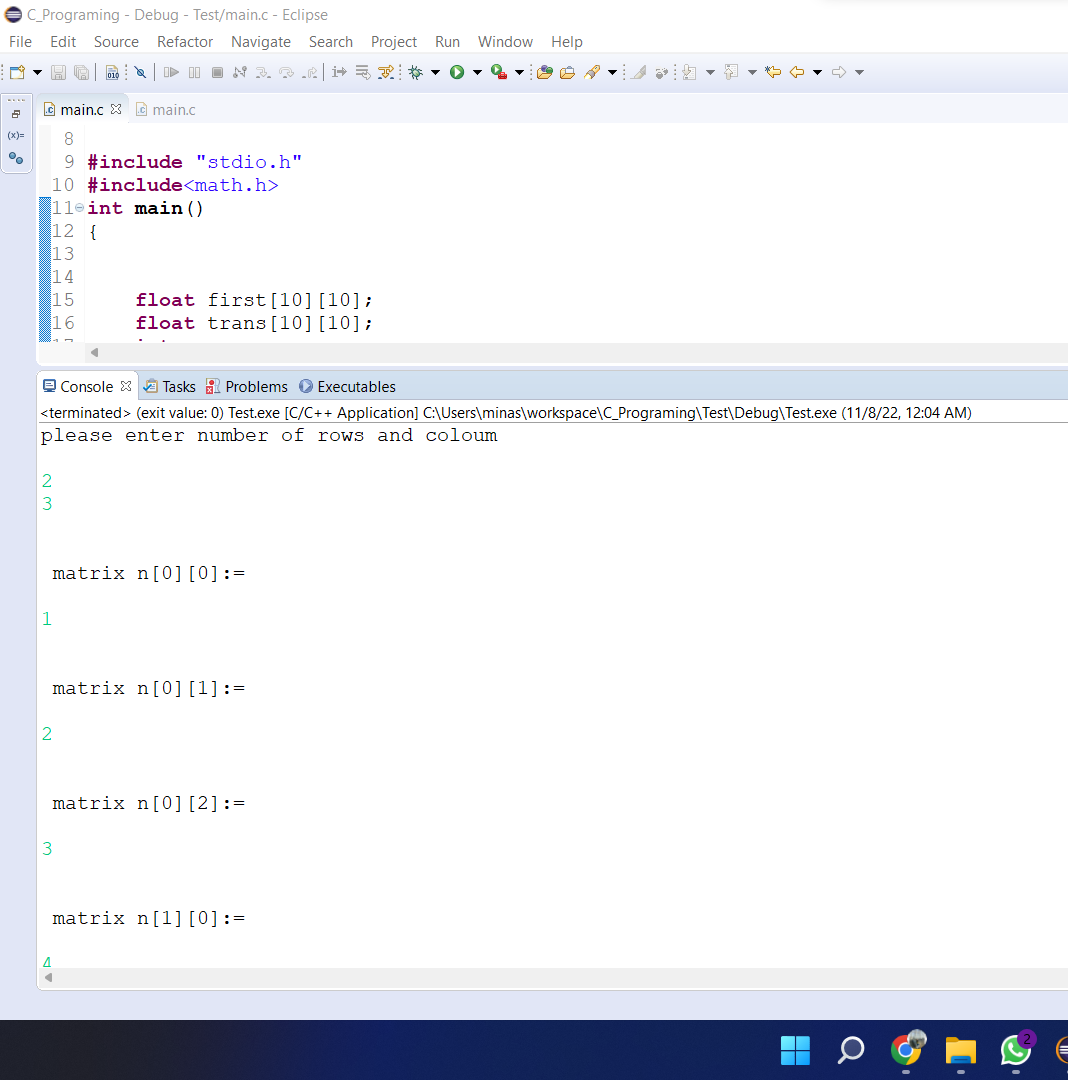 C_Programing - Debug - Test/main.c - Eclipse
File Edit Source Refactor Navigate Search Project Run Window Help
010
(x)=
main.c main.c
8
9 #include "stdio.h"
10 #include<math.h>
11 int main()
12 {
13
14
15 float first[10][10];
16 float trans[10][10];
Console Tasks Problems Executables
<terminated> (exit value: 0) Test.exe [C/C++ Application] C:\Users\minas\workspace\C_Programing\Test\Debug\Test.exe (11/8/22, 12:04 AM)
please enter number of rows and coloum
2
3
matrix n[0][0]:=
1
matrix n[0][1]:=
2
matrix n[0][2]:=
3
matrix n[1][0]:=
4
2